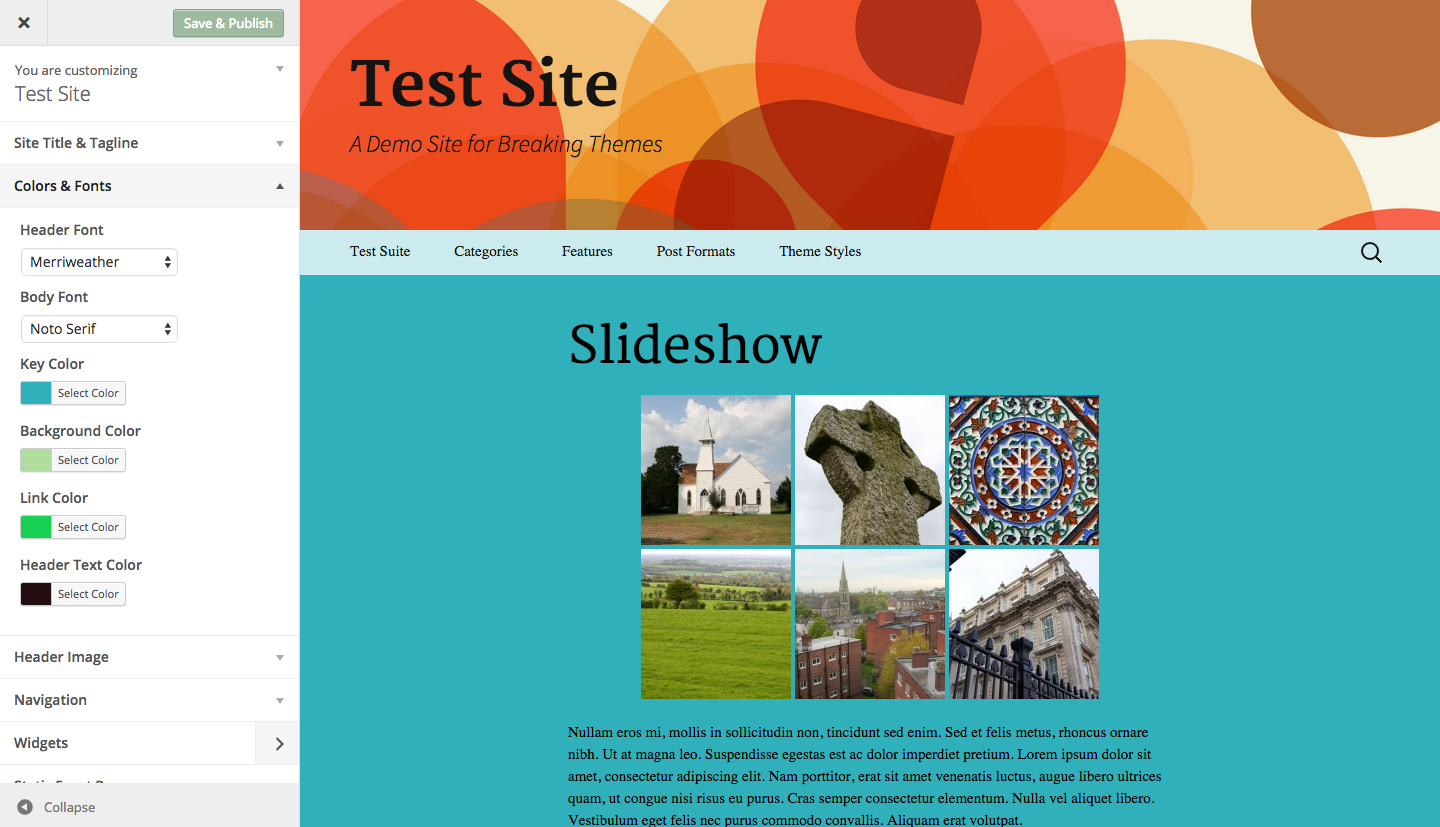 Save & Publish
You are customizing
Test Site
Site Title & Tagline
Colors & Fonts
Header Font
Merriweather
Body Font
Noto Serif
Key Color
Select Color
Background Color
Select Color
Link Color
Select Color
Header Text Color
Select Color
Header Image
Navigation
Widgets
Collapse
Test Site
A Demo Site for Breaking Themes
Test Suite Categories Features Post Formats Theme Styles
Slideshow
Nullam eros mi, mollis in sollicitudin non, tincidunt sed enim. Sed et felis metus, rhoncus ornare
nibh. Ut at magna leo. Suspendisse egestas est ac dolor imperdiet pretium. Lorem ipsum dolor sit
amet, consectetur adipiscing elit. Nam porttitor, erat sit amet venenatis luctus, augue libero ultrices
quam, ut congue nisi risus eu purus. Cras semper consectetur elementum. Nulla vel aliquet libero.
Vestibulum eget felis nec purus commodo convallis. Aliquam erat volutpat.